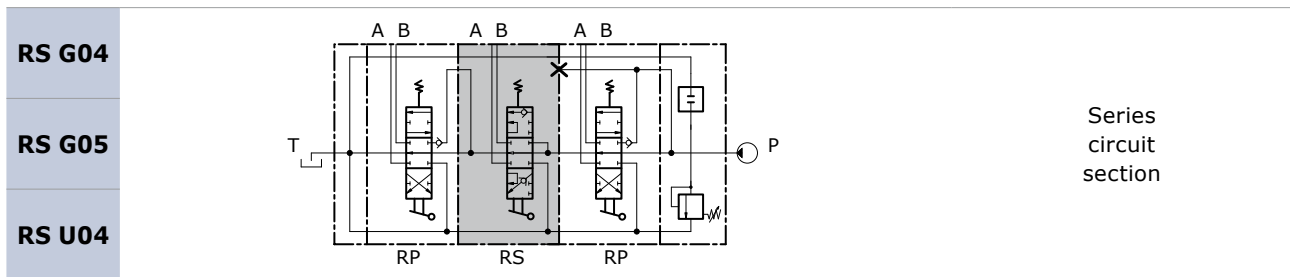 RS G04
RS G05
RS U04
A B A B A B
T
P
RP RS RP
Series
circuit
section